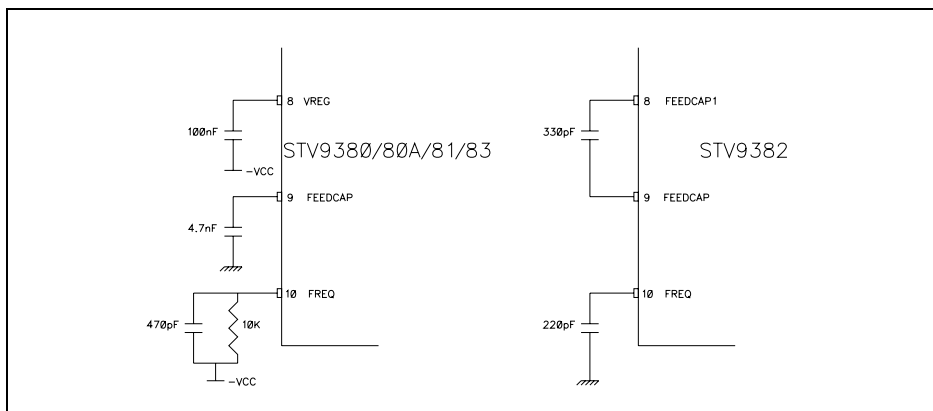 8 VREG
100nF
-VCC
STV9380/80A/81/83
9 FEEDCAP
4.7nF
10 FREQ
470pF
10K
-VCC
8 FEEDCAP1
330pF
STV9382
9 FEEDCAP
10 FREQ
220pF